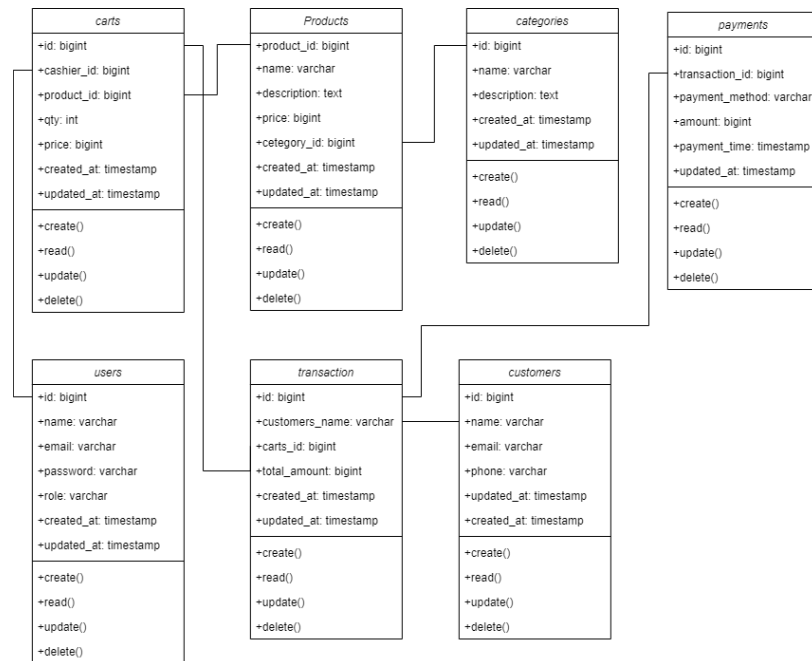 carts
+id: bigint
+cashier_id: bigint
+product_id: bigint
+qty: int
+price: bigint
+created_at: timestamp
+updated_at: timestamp
+create()
+read()
+update()
+delete()
Products
+product_id: bigint
+name: varchar
+description: text
+price: bigint
+cetegory_id: bigint
+created_at: timestamp
+updated_at: timestamp
+create()
+read()
+update()
+delete()
categories
+id: bigint
+name: varchar
+description: text
+created_at: timestamp
+updated_at: timestamp
+create()
+read()
+update()
+delete()
payments
+id: bigint
+transaction_id: bigint
+payment_method: varchar
+amount: bigint
+payment_time: timestamp
+updated_at: timestamp
+create()
+read()
+update()
+delete()
users
+id: bigint
+name: varchar
+email: varchar
+password: varchar
+role: varchar
+created_at: timestamp
+updated_at: timestamp
+create()
+read()
+update()
+delete()
transaction
+id: bigint
+customers_name: varchar
+carts_id: bigint
+total_amount: bigint
+created_at: timestamp
+updated_at: timestamp
+create()
+read()
+update()
+delete()
customers
+id: bigint
+name: varchar
+email: varchar
+phone: varchar
+updated_at: timestamp
+created_at: timestamp
+create()
+read()
+update()
+delete()